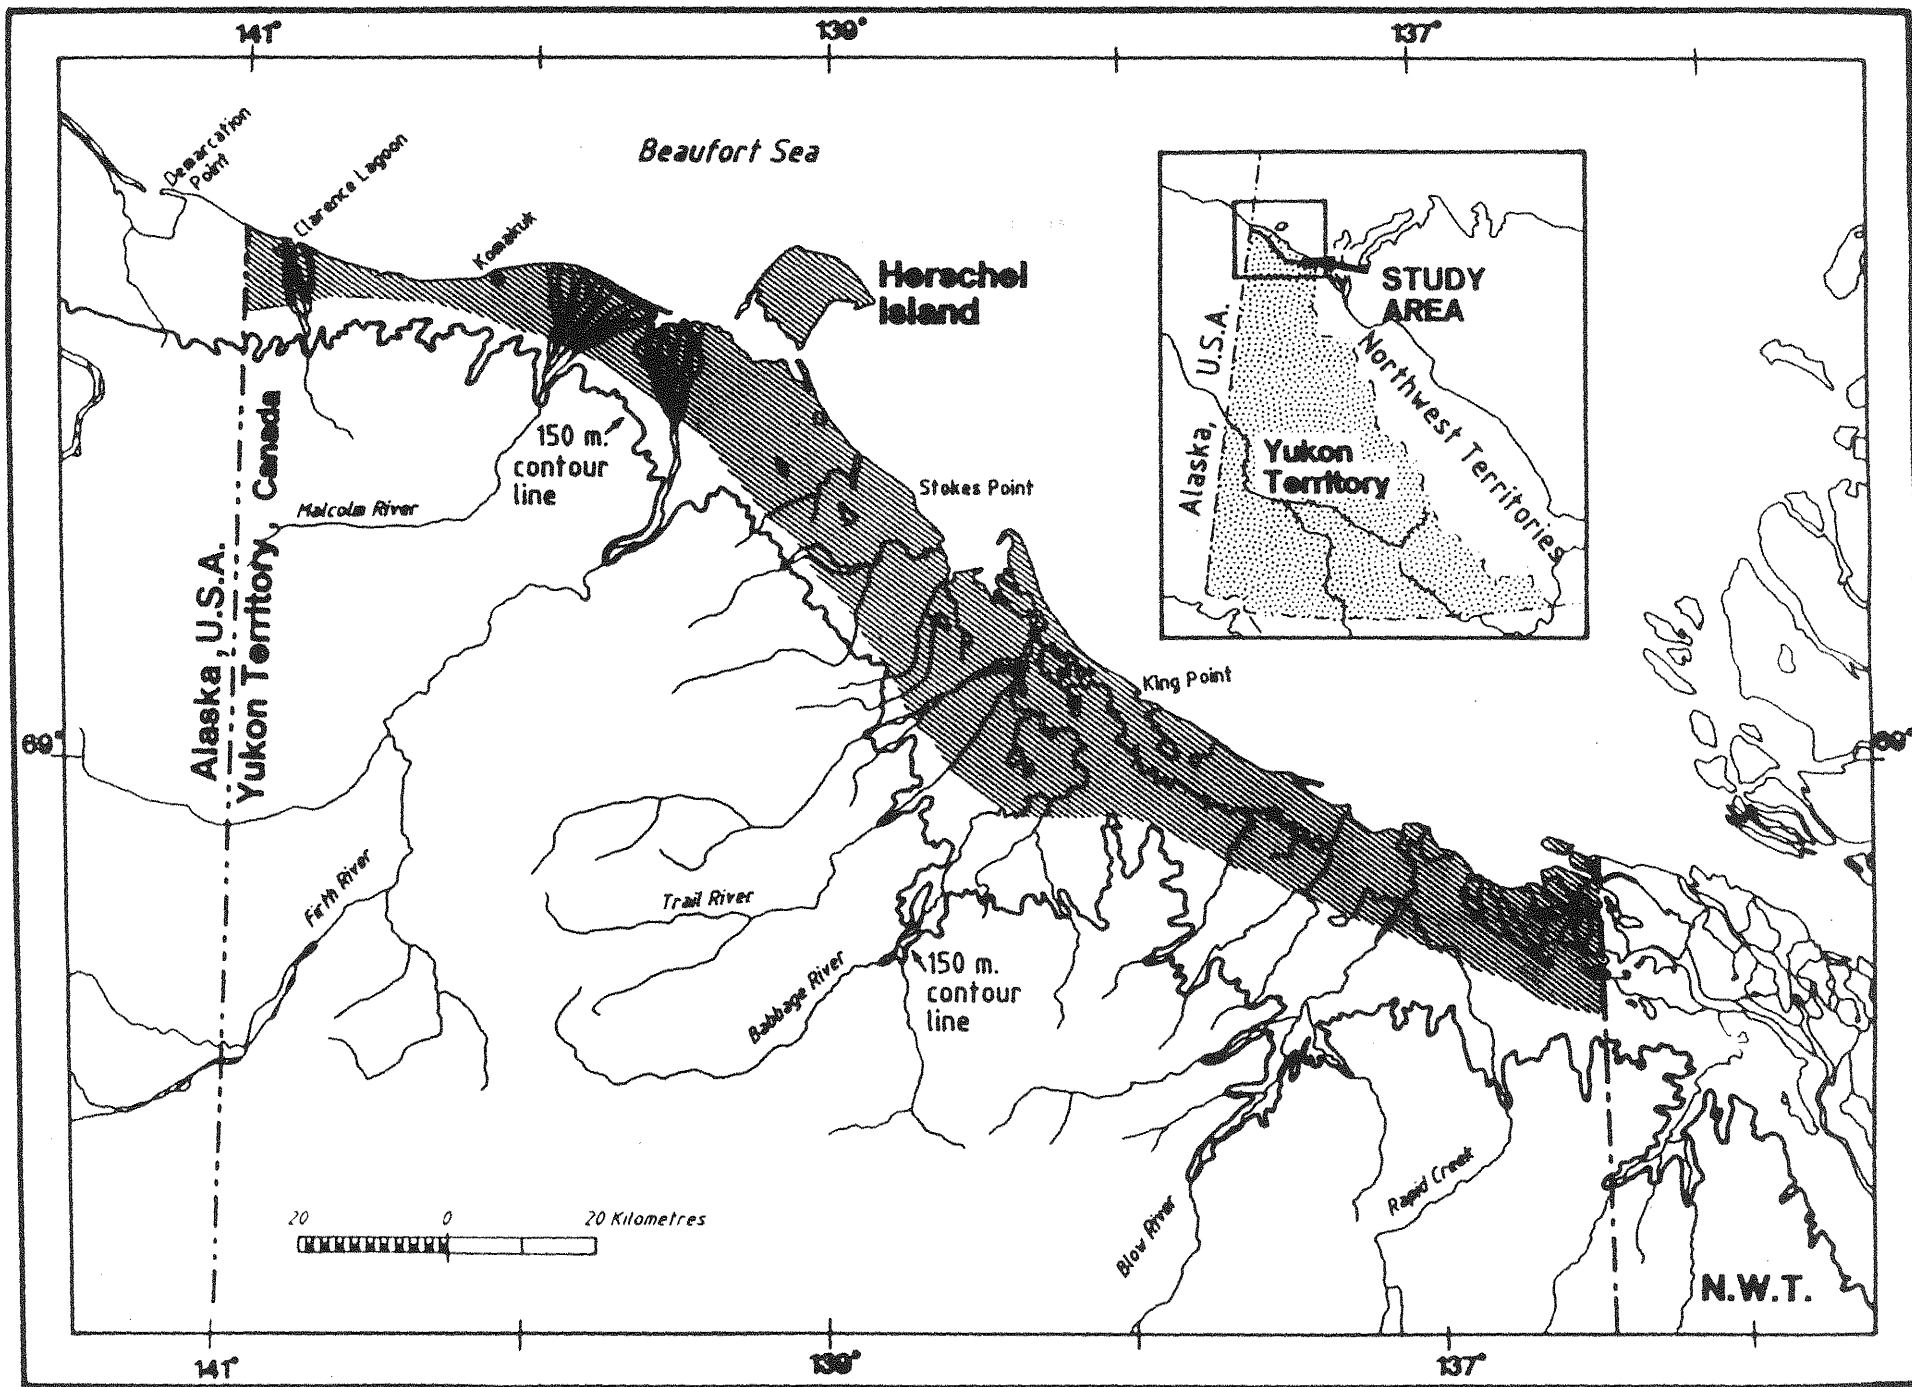 141°
139°
137°
Demarcation
Point
Clarence Lagoon
Komakuk
Beaufort Sea
Herschel
Island
STUDY
AREA
Alaska, U.S.A.
Northwest Territories
Yukon
Territory
150 m.
contour
line
Stokes Point
Malcolm River
Alaska, U.S.A.
Yukon Territory Canada
King Point
69°
69°
Firth River
Trail River
Babbage River
150 m.
contour
line
Blow River
Rapid Creek
20 0 20 Kilometres
N.W.T.
141°
139°
137°